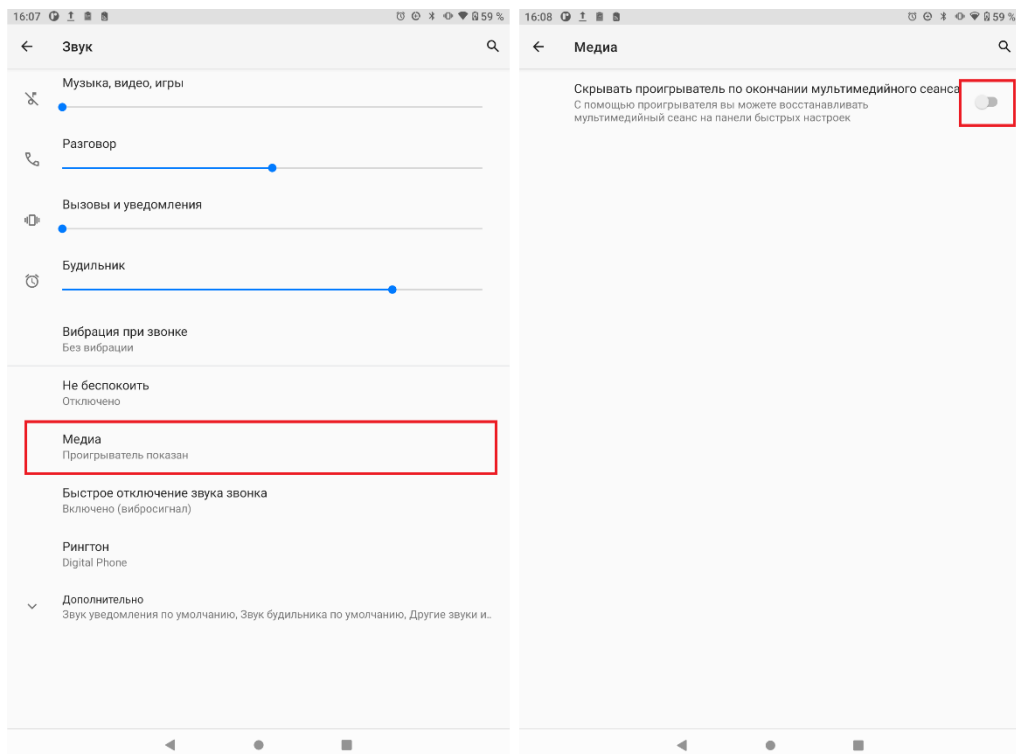 16:07 59 %
Звук
Музыка, видео, игры
Разговор
Вызовы и уведомления
Будильник
Вибрация при звонке
Без вибрации
Не беспокоить
Отключено
Медиа
Проигрыватель показан
Быстрое отключение звука звонка
Включено (вибросигнал)
Рингтон
Digital Phone
Дополнительно
Звук уведомления по умолчанию, Звук будильника по умолчанию, Другие звуки и..
16:08 59 %
Медиа
Скрывать проигрыватель по окончании мультимедийного сеанса
С помощью проигрывателя вы можете восстанавливать
мультимедийный сеанс на панели быстрых настроек